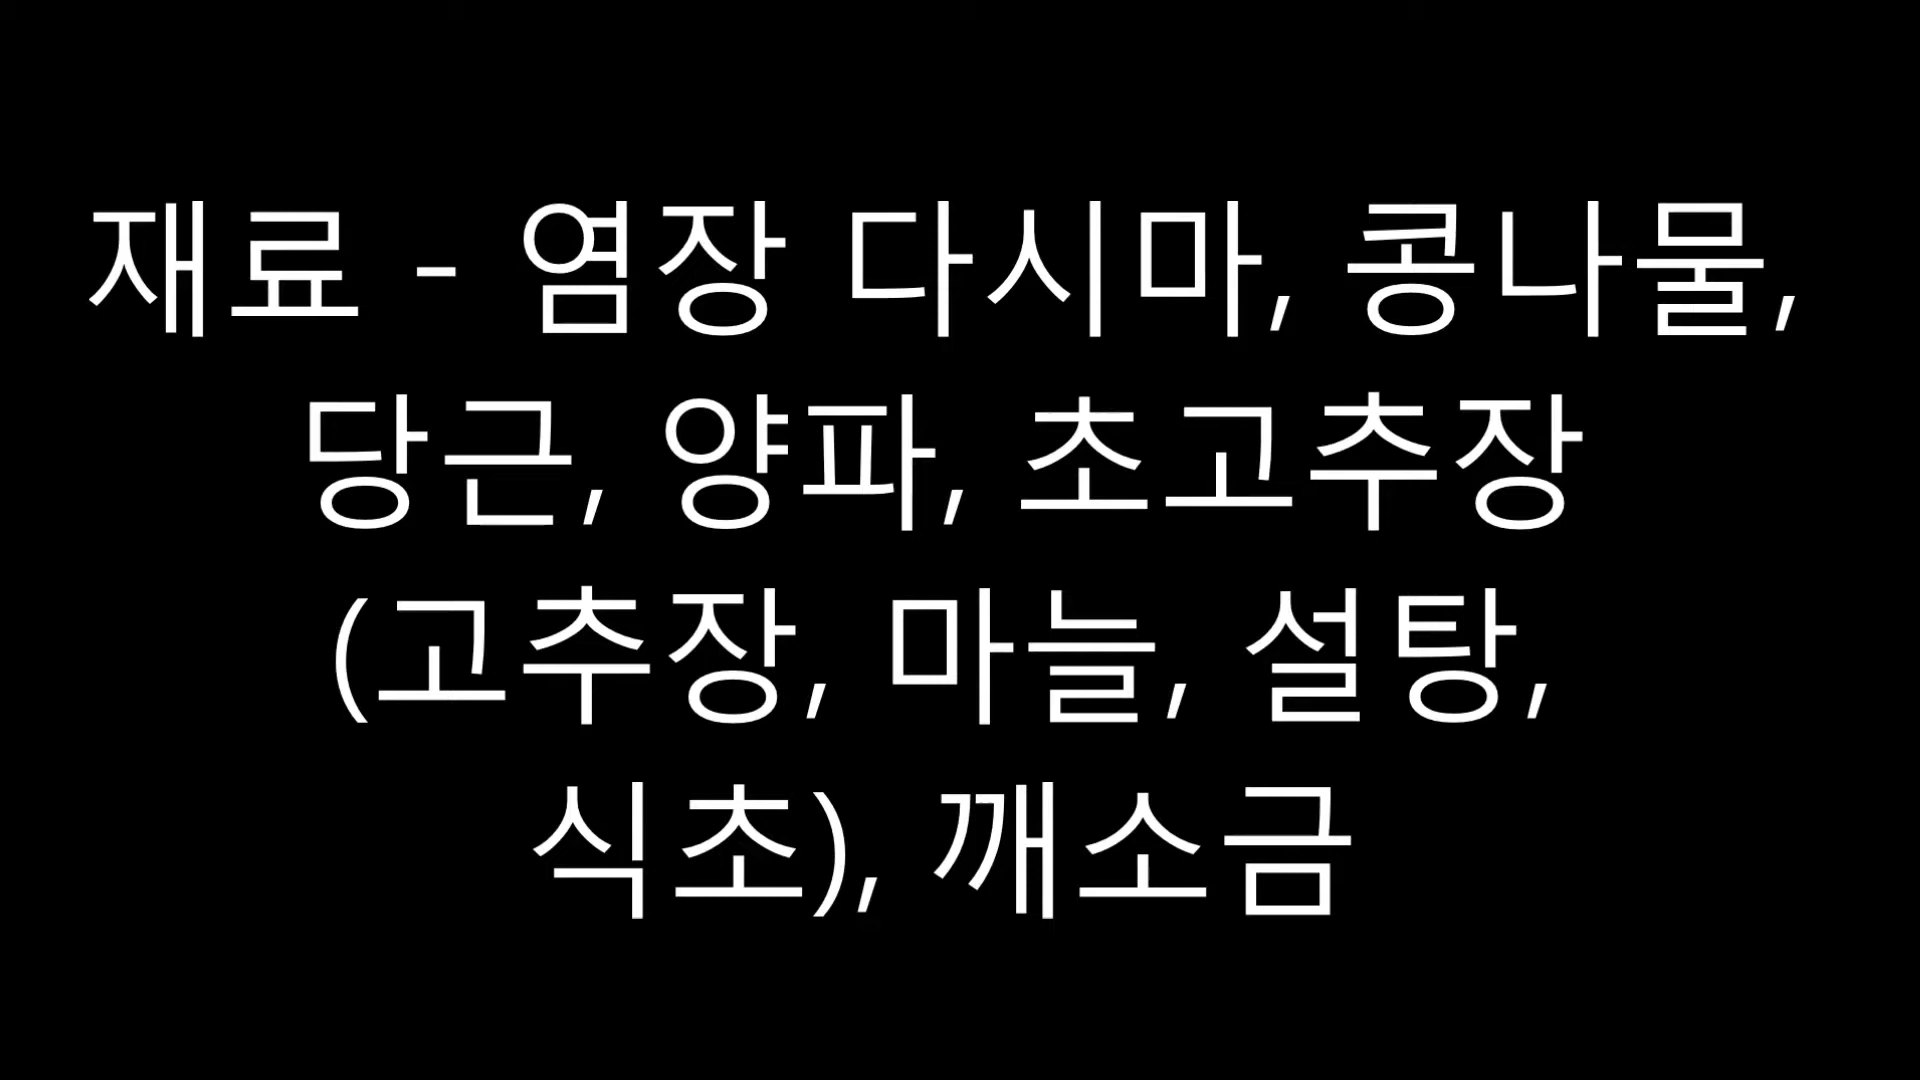 재료 - 염장 다시마, 콩나물,
당근, 양파, 초고추장
(고추장, 마늘, 설탕,
식초), 깨소금